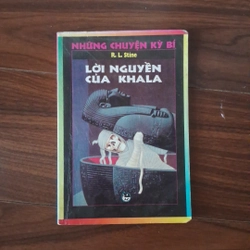 NHỮNG CHUYỆN KỲ BÍ
R. L. Stine
LỜI NGUYỀN
CỦA KHALA